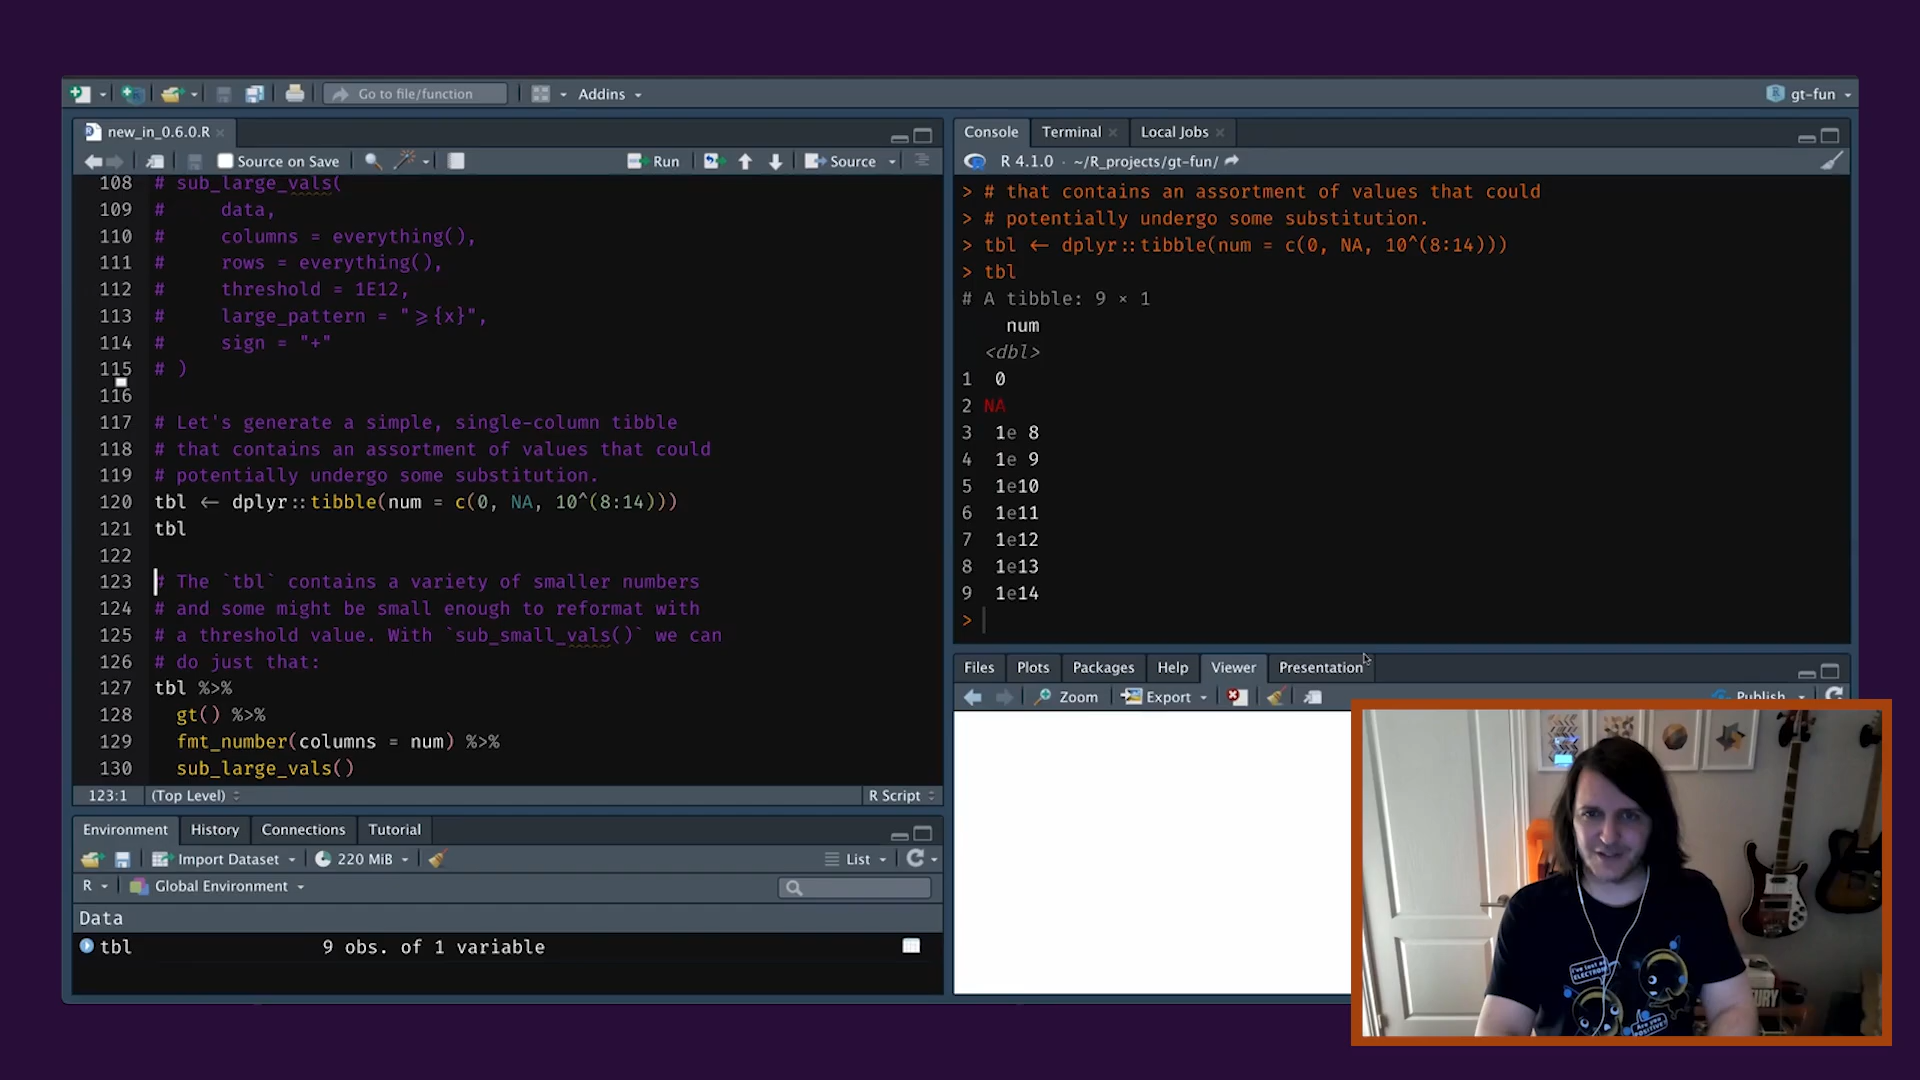 Go to file/function
Addins
gt-fun
new_in_0.6.0.R
Source on Save
Run
Source
108 # sub_large_vals(
109 #     data,
110 #     columns = everything(),
111 #     rows = everything(),
112 #     threshold = 1E12,
113 #     large_pattern = "≥{x}",
114 #     sign = "+"
115 # )
116
117 # Let's generate a simple, single-column tibble
118 # that contains an assortment of values that could
119 # potentially undergo some substitution.
120 tbl ← dplyr::tibble(num = c(0, NA, 10^(8:14)))
121 tbl
122
123 # The `tbl` contains a variety of smaller numbers
124 # and some might be small enough to reformat with
125 # a threshold value. With `sub_small_vals()` we can
126 # do just that:
127 tbl %>%
128   gt() %>%
129   fmt_number(columns = num) %>%
130   sub_large_vals()
123:1 (Top Level) R Script
Environment History Connections Tutorial
Import Dataset 220 MiB List
R Global Environment
Data
tbl 9 obs. of 1 variable
Console Terminal Local Jobs
R 4.1.0 · ~/R_projects/gt-fun/
> # that contains an assortment of values that could
> # potentially undergo some substitution.
> tbl ← dplyr::tibble(num = c(0, NA, 10^(8:14)))
> tbl
# A tibble: 9 × 1
num
<dbl>
1 0
2 NA
3 1e 8
4 1e 9
5 1e10
6 1e11
7 1e12
8 1e13
9 1e14
>
Files Plots Packages Help Viewer Presentation
Zoom Export Publish
I've lost an
ELECTRON!
Are you
POSITIVE?
URY